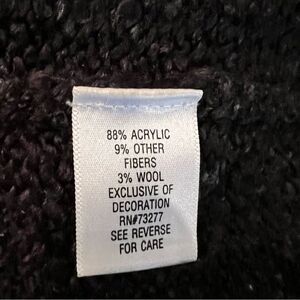 88% ACRYLIC
9% OTHER
FIBERS
3% WOOL
EXCLUSIVE OF
DECORATION
RN#73277
SEE REVERSE
FOR CARE